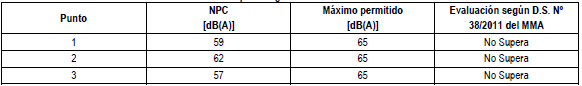 Punto NPC [dB(A)] Máximo permitido [dB(A)] Evaluación según D.S. Nº 38/2011 del MMA
1 59 65 No Supera
2 62 65 No Supera
3 57 65 No Supera